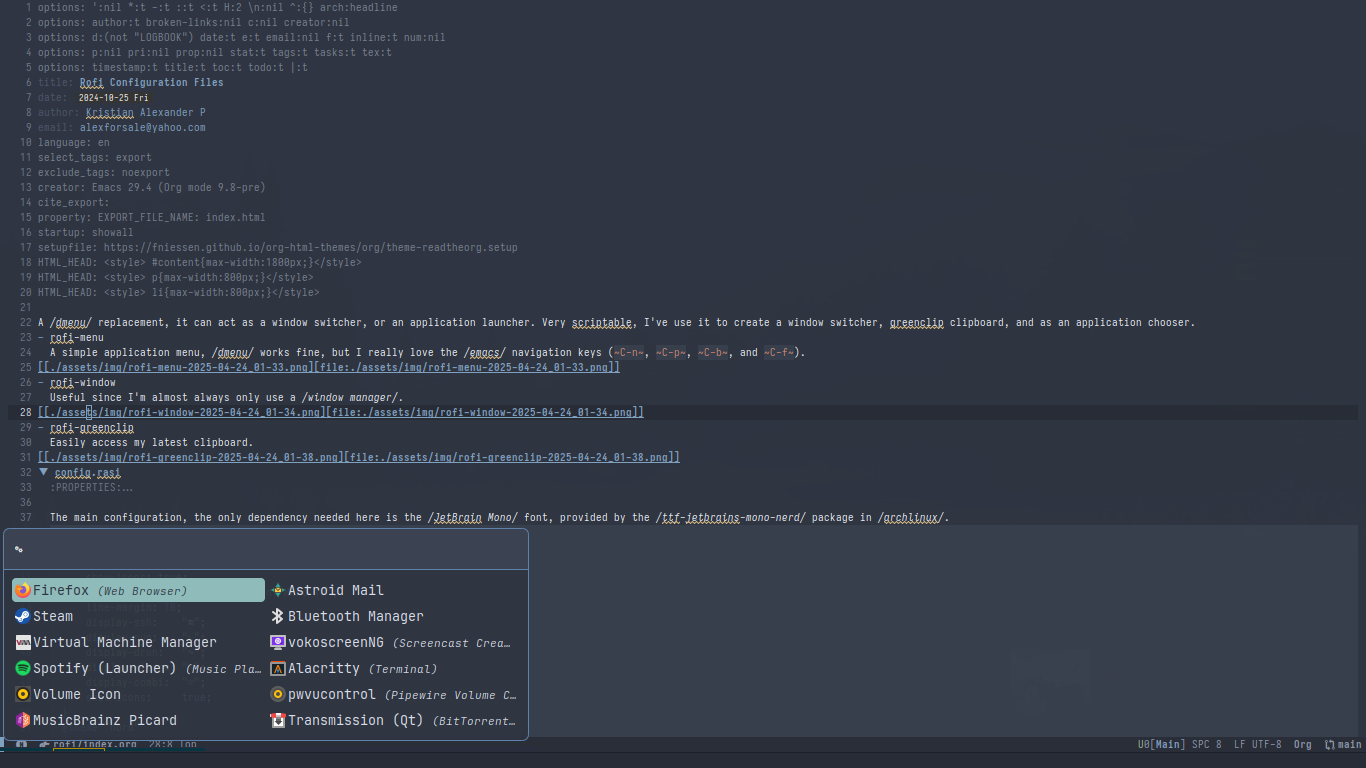 1 options: ':nil *:t -:t ::t <:t H:2 \n:nil ^:{} arch:headline
2 options: author:t broken-links:nil c:nil creator:nil
3 options: d:(not "LOGBOOK") date:t e:t email:nil f:t inline:t num:nil
4 options: p:nil pri:nil prop:nil stat:t tags:t tasks:t tex:t
5 options: timestamp:t title:t toc:t todo:t |:t
6 title: Rofi Configuration Files
7 date: 2024-10-25 Fri
8 author: Kristian Alexander P
9 email: alexforsale@yahoo.com
10 language: en
11 select_tags: export
12 exclude_tags: noexport
13 creator: Emacs 29.4 (Org mode 9.8-pre)
14 cite_export:
15 property: EXPORT_FILE_NAME: index.html
16 startup: showall
17 setupfile: https://fniessen.github.io/org-html-themes/org/theme-readtheorg.setup
18 HTML_HEAD: <style> #content{max-width:1800px;}</style>
19 HTML_HEAD: <style> p{max-width:800px;}</style>
20 HTML_HEAD: <style> li{max-width:800px;}</style>
21
22 A /dmenu/ replacement, it can act as a window switcher, or an application launcher. Very scriptable, I've use it to create a window switcher, greenclip clipboard, and as an application chooser.
23 - rofi-menu
24 A simple application menu, /dmenu/ works fine, but I really love the /emacs/ navigation keys (~C-n~, ~C-p~, ~C-b~, and ~C-f~).
25 [[./assets/img/rofi-menu-2025-04-24_01-33.png][file:./assets/img/rofi-menu-2025-04-24_01-33.png]]
26 - rofi-window
27 Useful since I'm almost always only use a /window manager/.
28 [[./assets/img/rofi-window-2025-04-24_01-34.png][file:./assets/img/rofi-window-2025-04-24_01-34.png]]
29 - rofi-greenclip
30 Easily access my latest clipboard.
31 [[./assets/img/rofi-greenclip-2025-04-24_01-38.png][file:./assets/img/rofi-greenclip-2025-04-24_01-38.png]]
32 ▼ config.rasi
33 :PROPERTIES:...
36
37 The main configuration, the only dependency needed here is the /JetBrain Mono/ font, provided by the /ttf-jetbrains-mono-nerd/ package in /archlinux/.
Firefox (Web Browser) Astroid Mail
Steam Bluetooth Manager
Virtual Machine Manager vokoscreenNG (Screencast Crea…
Spotify (Launcher) (Music Pla… Alacritty (Terminal)
Volume Icon pwvucontrol (Pipewire Volume C…
MusicBrainz Picard Transmission (Qt) (BitTorrent…
rofi/index.org 28:8 Top U0[Main] SPC 8 LF UTF-8 Org main